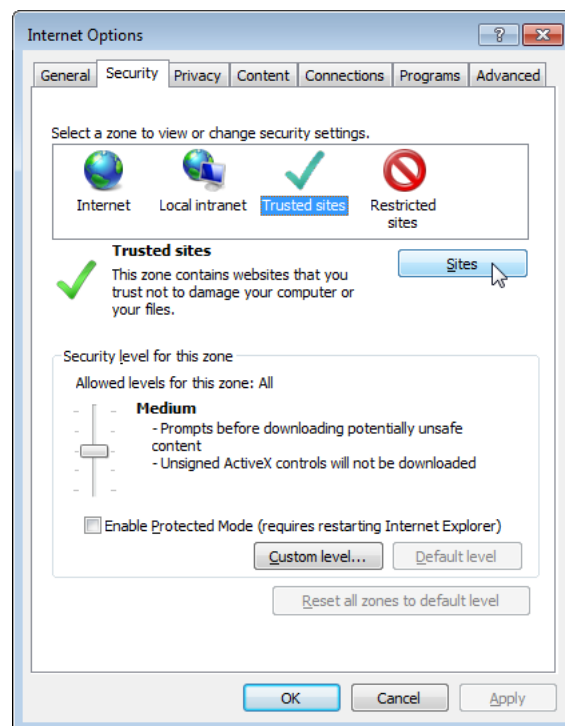 Internet Options
General Security Privacy Content Connections Programs Advanced
Select a zone to view or change security settings.
Internet Local intranet Trusted sites Restricted
sites
Trusted sites
Sites
This zone contains websites that you
trust not to damage your computer or
your files.
Security level for this zone
Allowed levels for this zone: All
Medium
- Prompts before downloading potentially unsafe
content
- Unsigned ActiveX controls will not be downloaded
Enable Protected Mode (requires restarting Internet Explorer)
Custom level... Default level
Reset all zones to default level
OK Cancel Apply